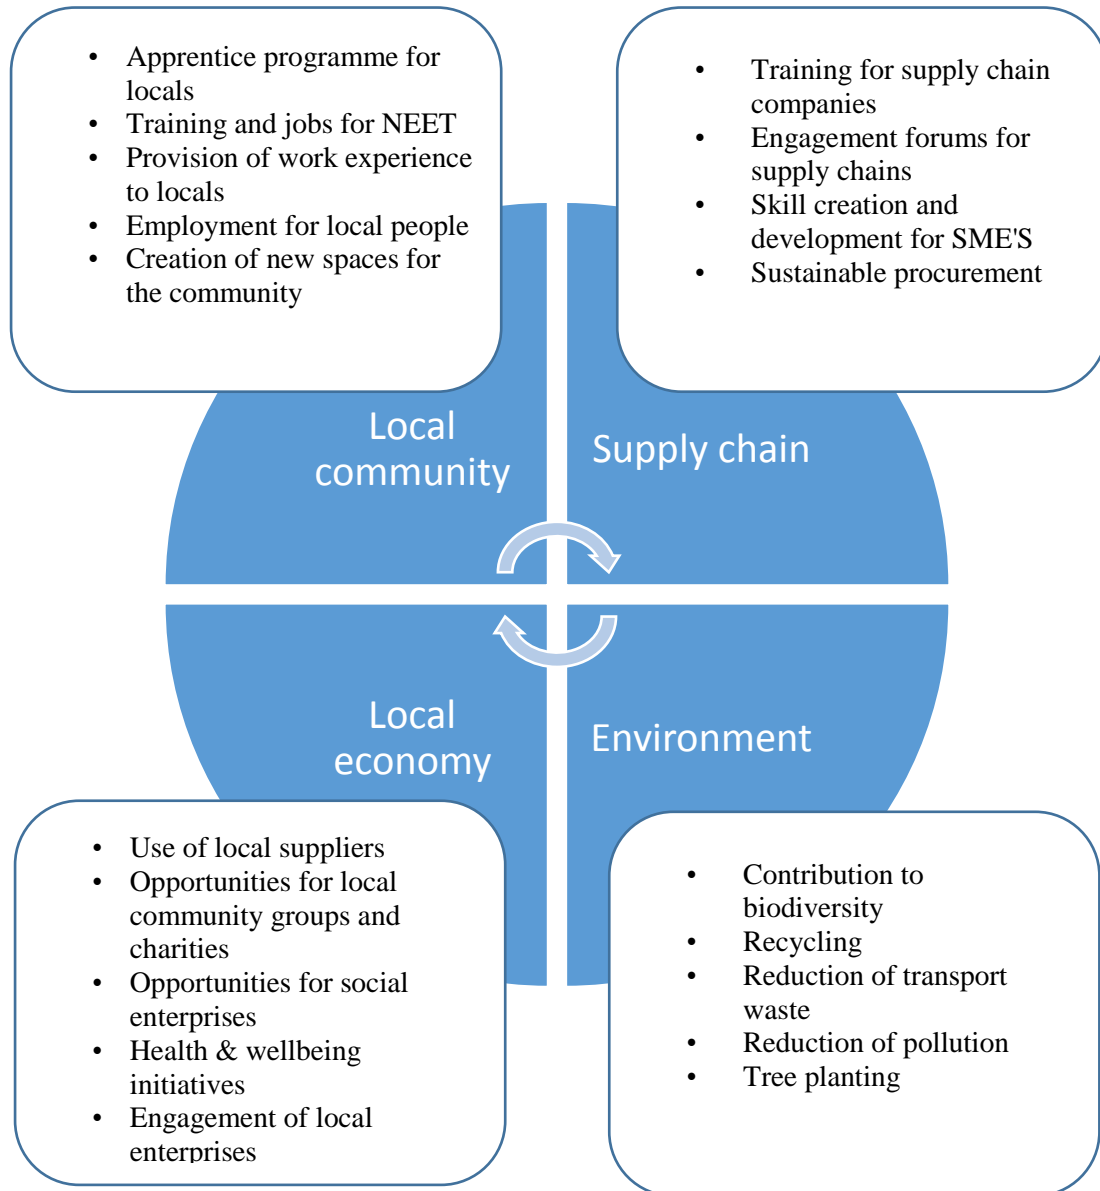 • Apprentice programme for
locals
• Training and jobs for NEET
• Provision of work experience
to locals
• Employment for local people
• Creation of new spaces for
the community
• Training for supply chain
companies
• Engagement forums for
supply chains
• Skill creation and
development for SME'S
• Sustainable procurement
Local
community
Supply chain
Local
economy
Environment
• Use of local suppliers
• Opportunities for local
community groups and
charities
• Opportunities for social
enterprises
• Health & wellbeing
initiatives
• Engagement of local
enterprises
• Contribution to
biodiversity
• Recycling
• Reduction of transport
waste
• Reduction of pollution
• Tree planting